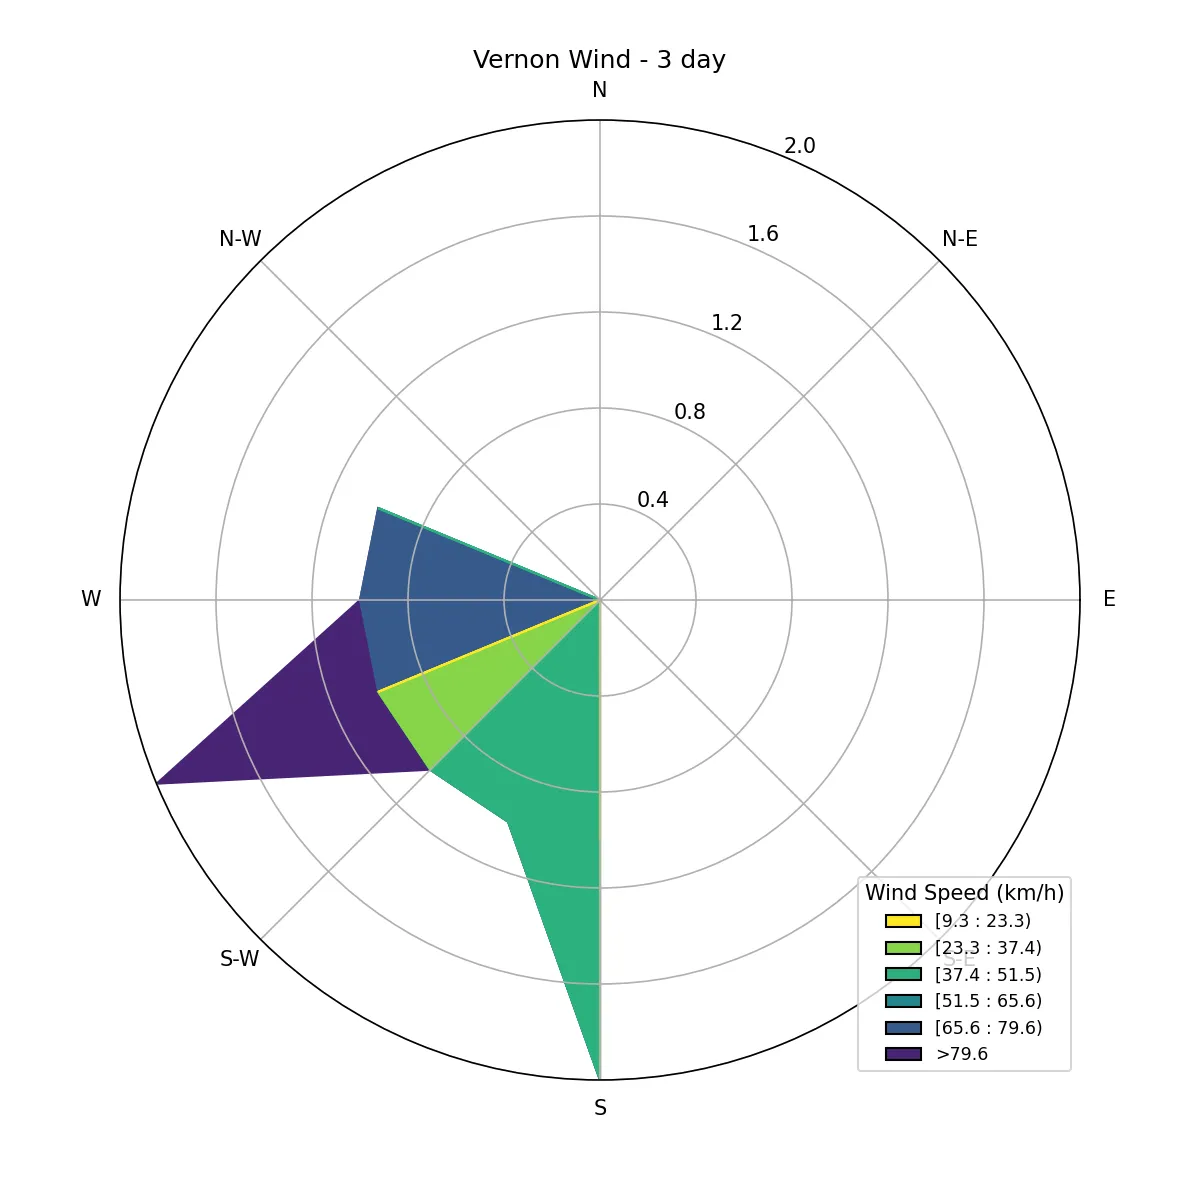 Vernon Wind - 3 day
N
2.0
N-W
1.6
N-E
1.2
0.8
0.4
W
E
S-W
S-E
S
Wind Speed (km/h)
[9.3 : 23.3)
[23.3 : 37.4)
[37.4 : 51.5)
[51.5 : 65.6)
[65.6 : 79.6)
>79.6